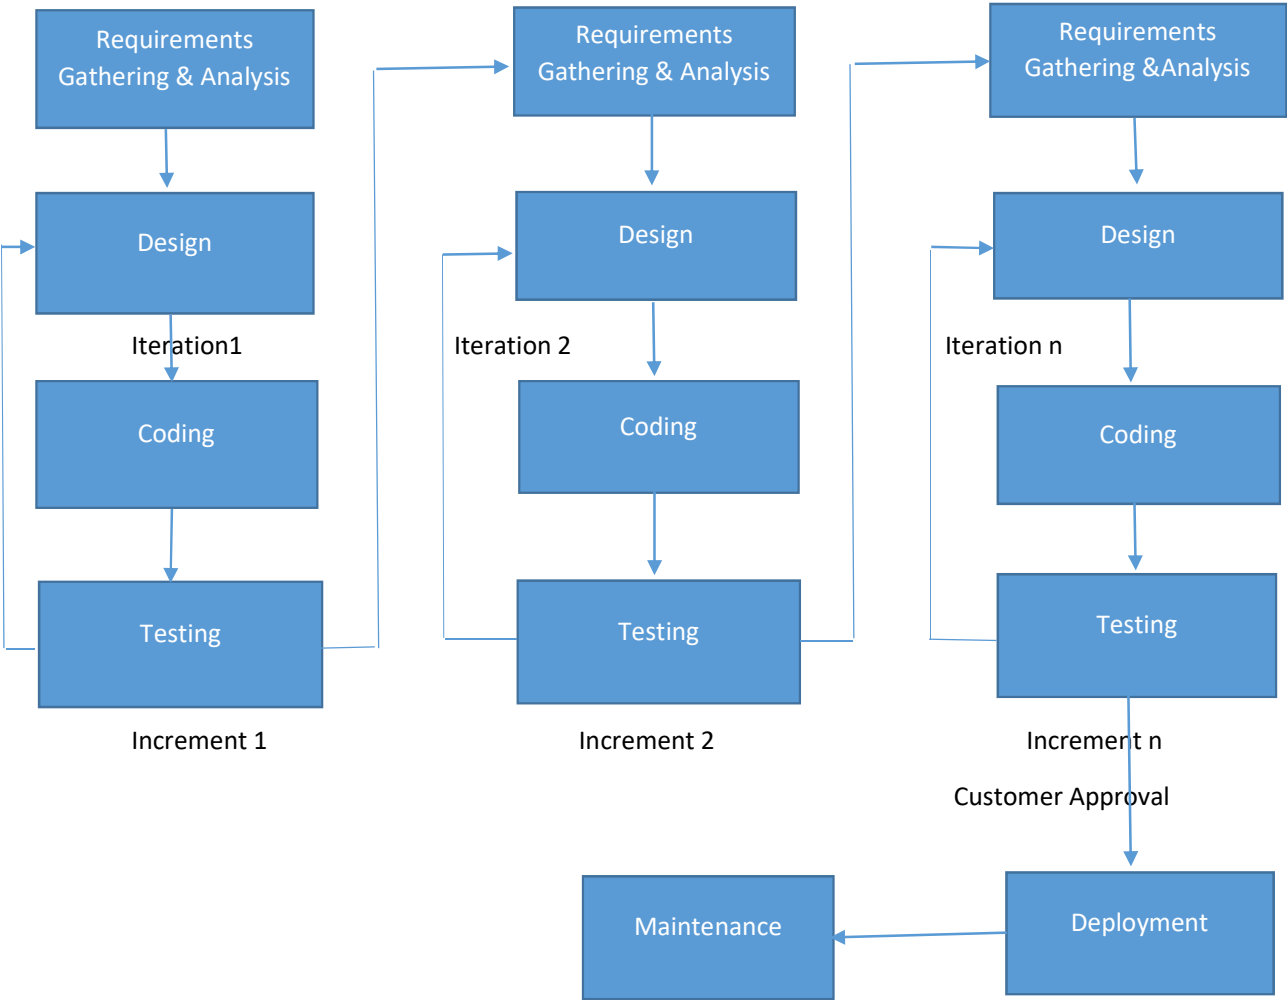 Requirements
Gathering & Analysis
Design
Iteration1
Coding
Testing
Increment 1
Requirements
Gathering & Analysis
Design
Iteration 2
Coding
Testing
Increment 2
Requirements
Gathering &Analysis
Design
Iteration n
Coding
Testing
Increment n
Customer Approval
Deployment
Maintenance